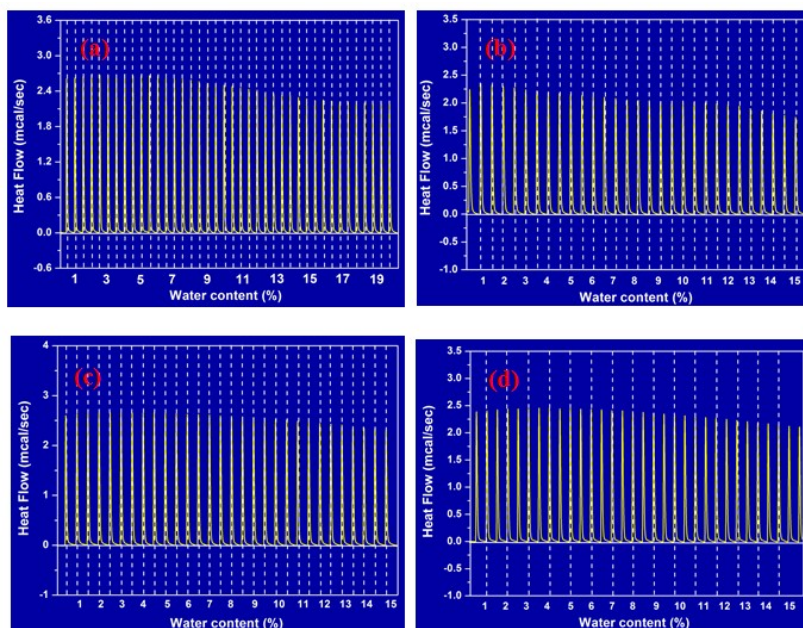 (a)
Heat Flow (mcal/sec)
3.6
3.0
2.4
1.8
1.2
0.6
0.0
-0.6
1 3 5 7 9 11 13 15 17 19
Water content (%)
(b)
Heat Flow (mcal/sec)
3.5
3.0
2.5
2.0
1.5
1.0
0.5
0.0
-0.5
-1.0
1 2 3 4 5 6 7 8 9 10 11 12 13 14 15
Water content (%)
(c)
Heat Flow (mcal/sec)
4
3
2
1
0
-1
1 2 3 4 5 6 7 8 9 10 11 12 13 14 15
Water content (%)
(d)
Heat Flow (mcal/sec)
3.5
3.0
2.5
2.0
1.5
1.0
0.5
0.0
-0.5
-1.0
1 2 3 4 5 6 7 8 9 10 11 12 13 14 15
Water content (%)